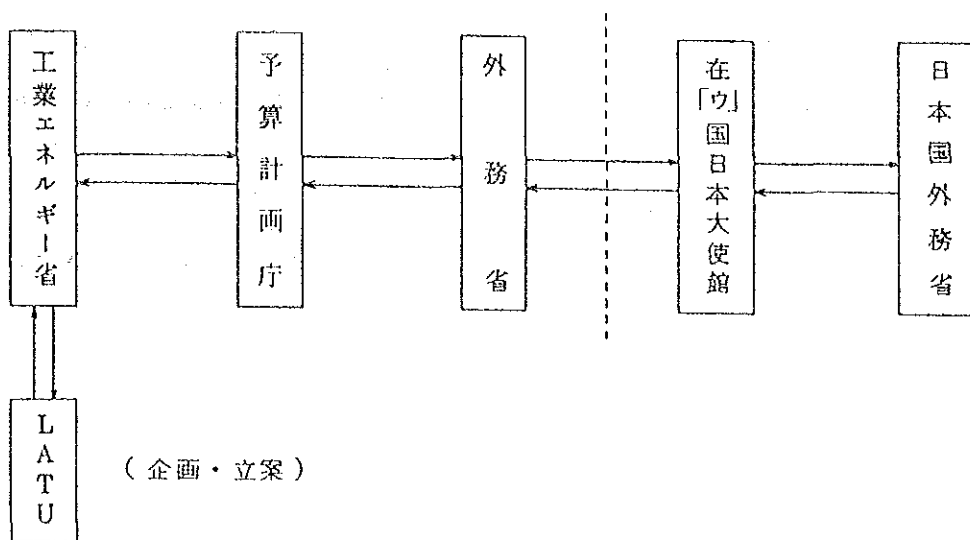 工業エネルギー省
予算計画庁
外務省
在「ウ」国日本大使館
日本国外務省
LATU
(企画・立案)